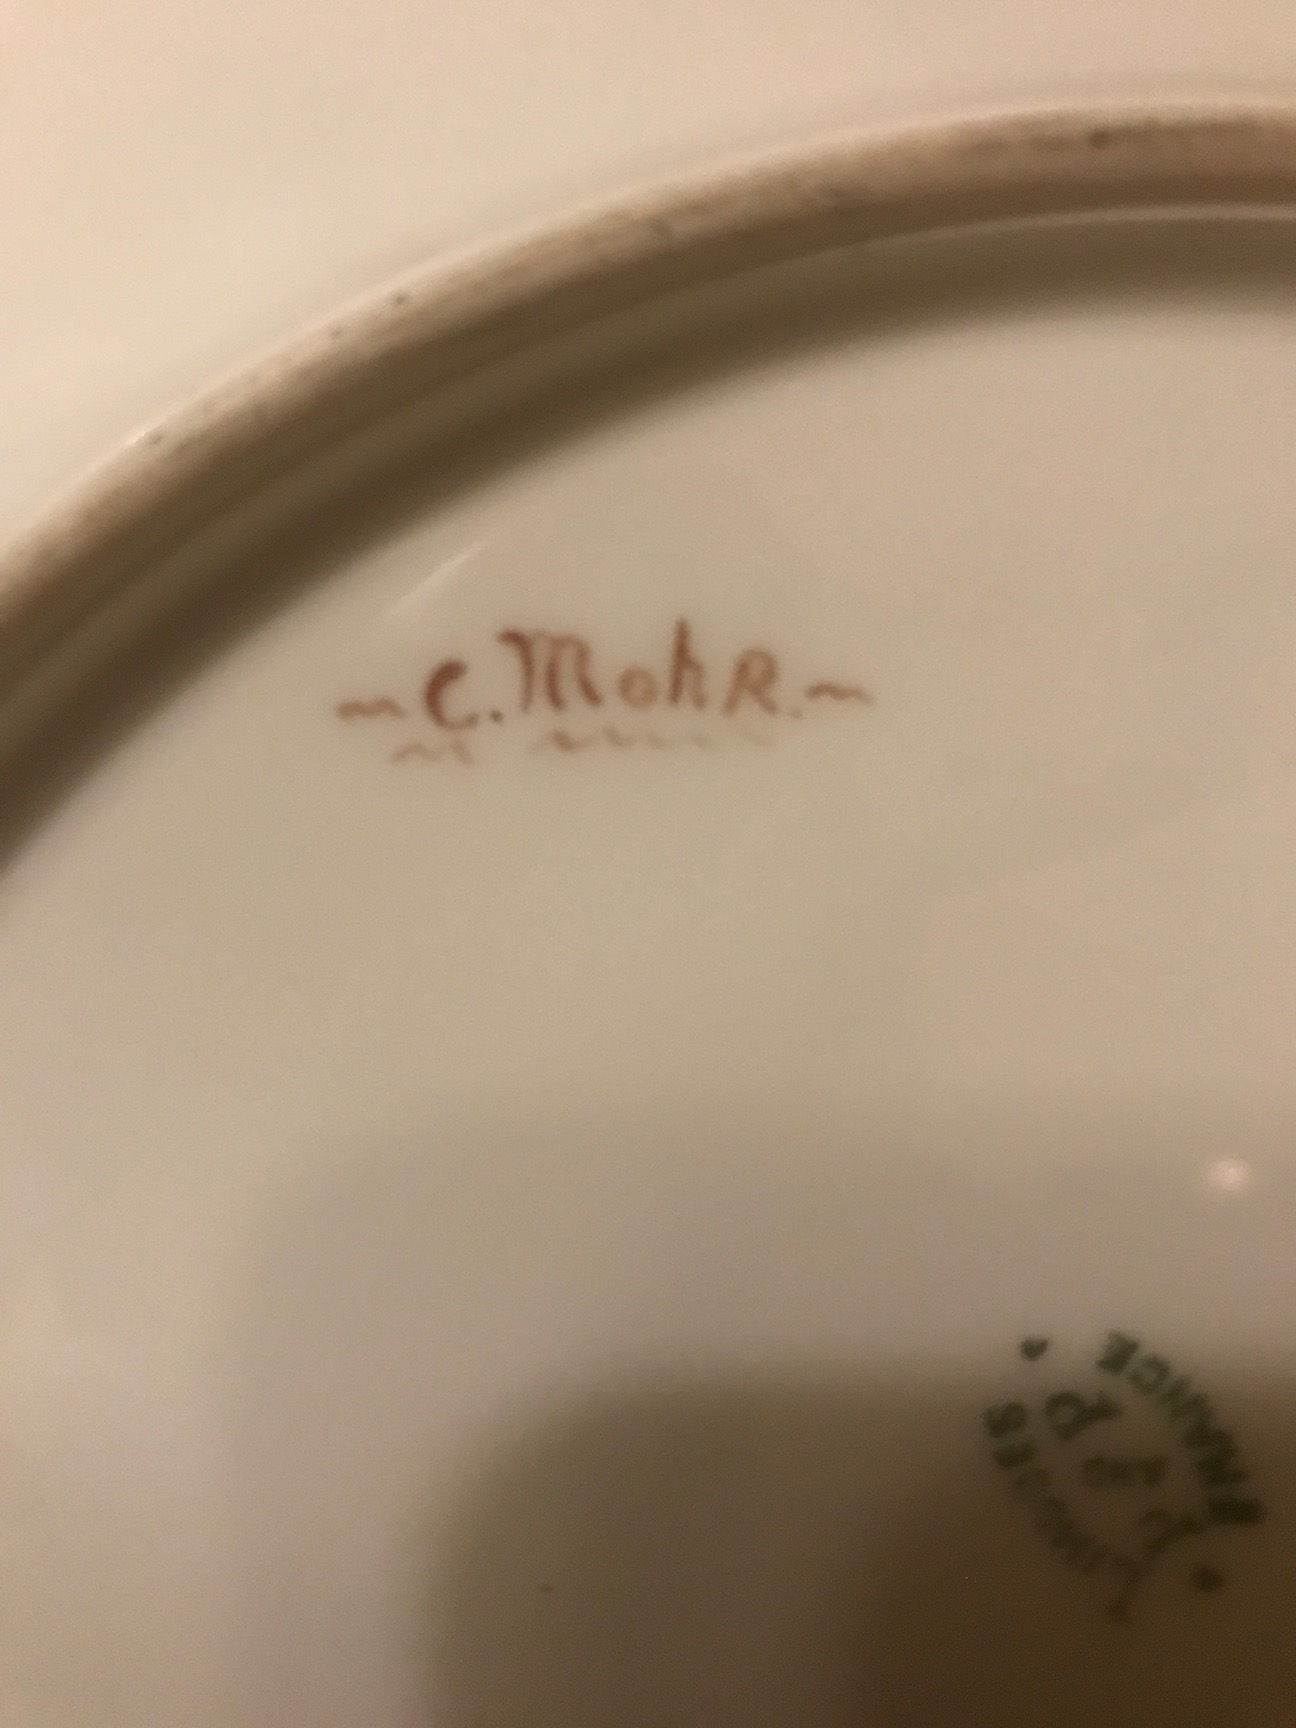 ~C. MohR.~
LIMOGES
FRANCE